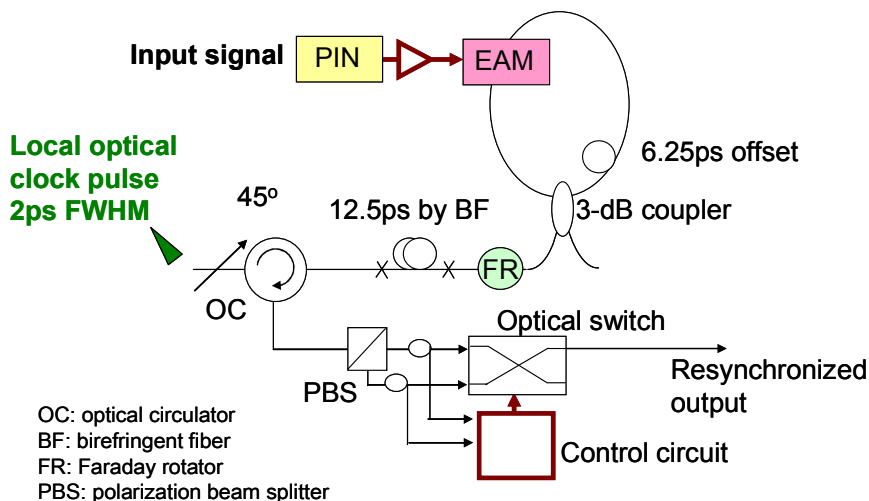 Input signal
PIN
EAM
Local optical
clock pulse
2ps FWHM
6.25ps offset
45º
12.5ps by BF
3-dB coupler
FR
OC
Optical switch
PBS
Resynchronized
output
Control circuit
OC: optical circulator
BF: birefringent fiber
FR: Faraday rotator
PBS: polarization beam splitter